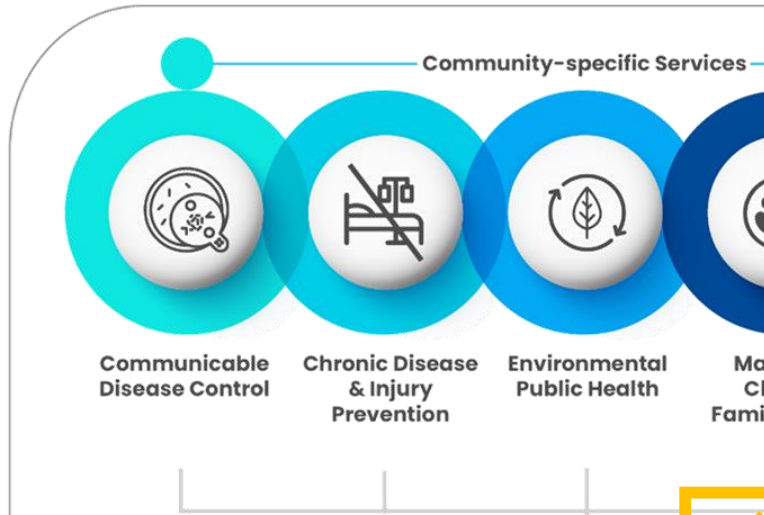 Community-specific Services
Communicable
Disease Control
Chronic Disease
& Injury
Prevention
Environmental
Public Health